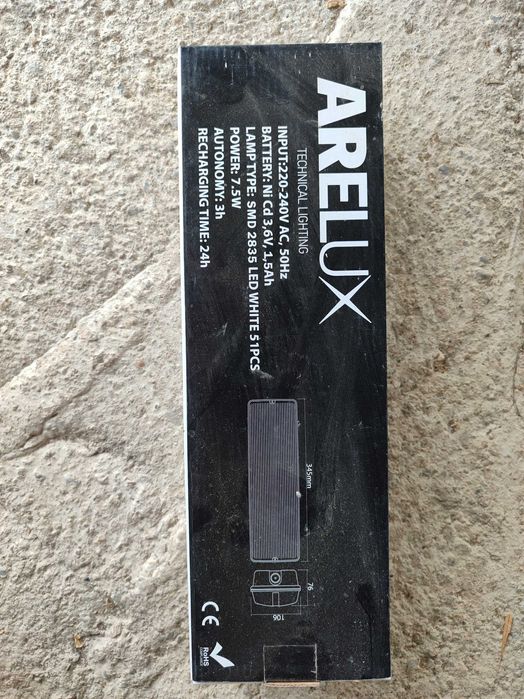 ARELUX
TECHNICAL LIGHTING
INPUT:220-240V AC, 50Hz
BATTERY: Ni Cd 3,6V, 1,5Ah
LAMP TYPE: SMD 2835 LED WHITE 51PCS
POWER: 7.5W
AUTONOMY: 3h
RECHARGING TIME: 24h
345mm
76
106
CE
RoHS